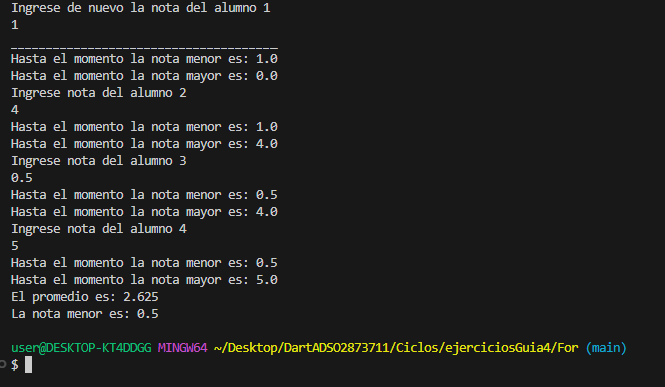 Ingrese de nuevo la nota del alumno 1
1
______________________________________
Hasta el momento la nota menor es: 1.0
Hasta el momento la nota mayor es: 0.0
Ingrese nota del alumno 2
4
Hasta el momento la nota menor es: 1.0
Hasta el momento la nota mayor es: 4.0
Ingrese nota del alumno 3
0.5
Hasta el momento la nota menor es: 0.5
Hasta el momento la nota mayor es: 4.0
Ingrese nota del alumno 4
5
Hasta el momento la nota menor es: 0.5
Hasta el momento la nota mayor es: 5.0
El promedio es: 2.625
La nota menor es: 0.5
user@DESKTOP-KT4DDGG MINGW64 ~/Desktop/DartADSO2873711/Ciclos/ejerciciosGuia4/For (main)
$